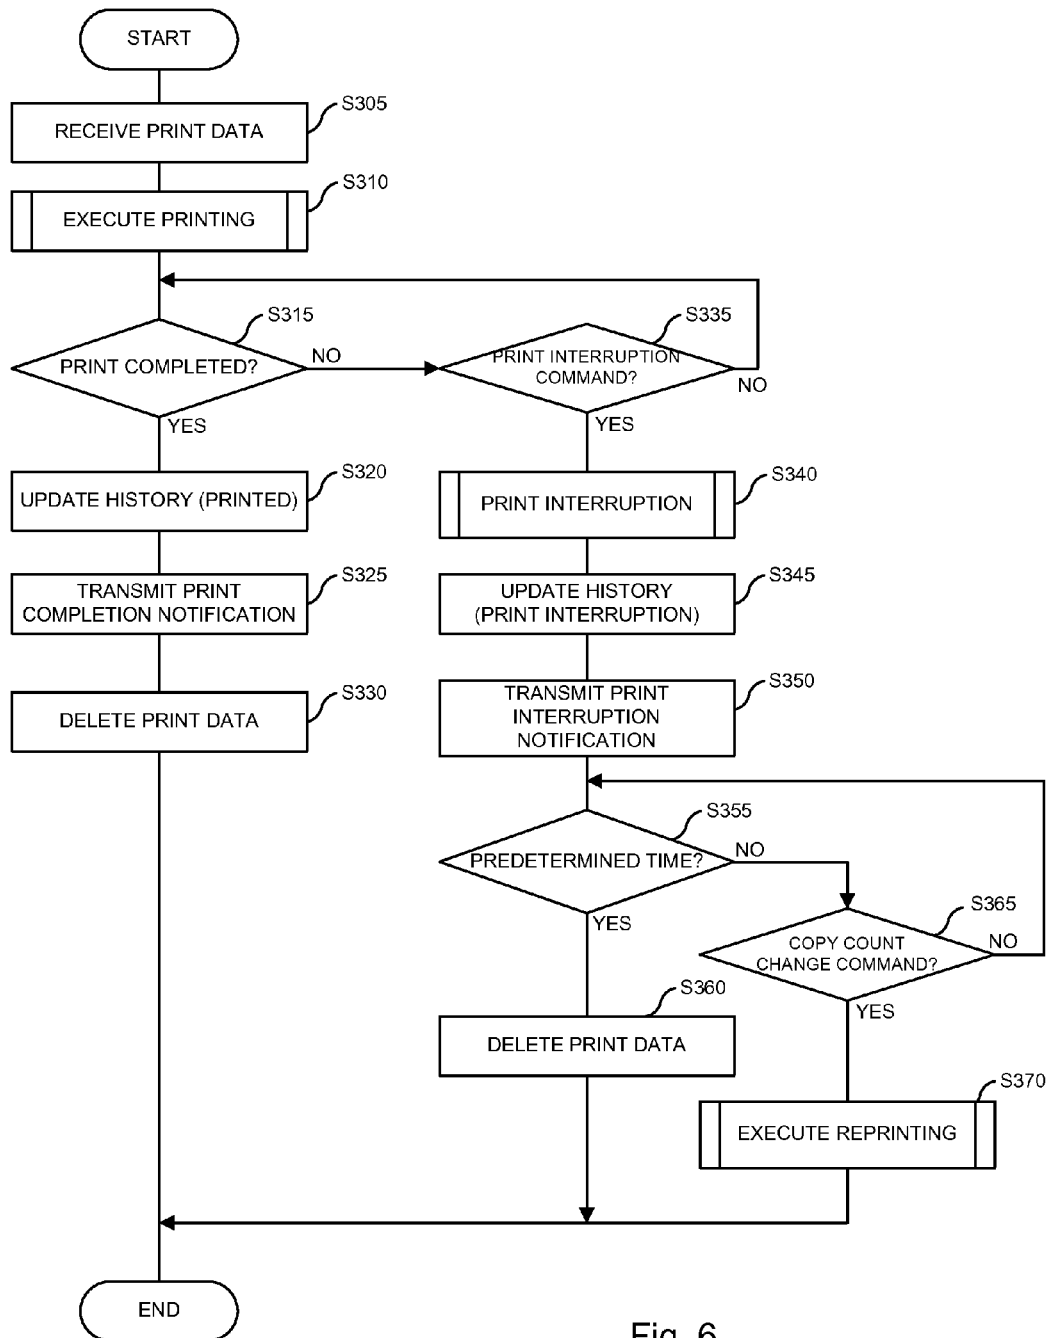 START
RECEIVE PRINT DATA
S305
EXECUTE PRINTING
S310
PRINT COMPLETED?
S315
NO
YES
PRINT INTERRUPTION
COMMAND?
S335
NO
YES
UPDATE HISTORY (PRINTED)
S320
PRINT INTERRUPTION
S340
TRANSMIT PRINT
COMPLETION NOTIFICATION
S325
UPDATE HISTORY
(PRINT INTERRUPTION)
S345
DELETE PRINT DATA
S330
TRANSMIT PRINT
INTERRUPTION
NOTIFICATION
S350
PREDETERMINED TIME?
S355
NO
YES
COPY COUNT
CHANGE COMMAND?
S365
NO
YES
DELETE PRINT DATA
S360
EXECUTE REPRINTING
S370
END
Fig. 6